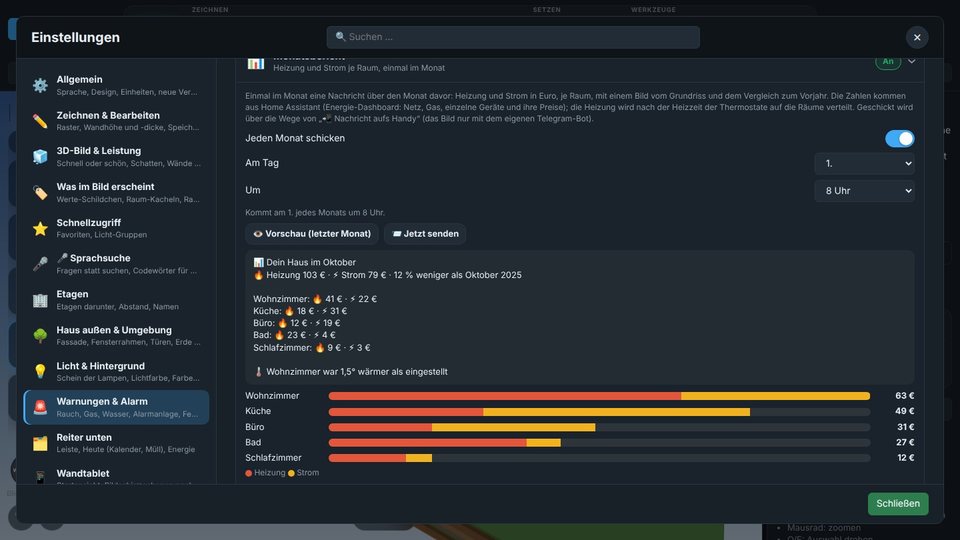 ZEICHNEN
SETZEN
WERKZEUGE
Einstellungen
🔍 Suchen ...
Allgemein
Sprache, Design, Einheiten, neue Ver...
Zeichnen & Bearbeiten
Raster, Wandhöhe und -dicke, Speich...
3D-Bild & Leistung
Schnell oder schön, Schatten, Wände ...
Was im Bild erscheint
Werte-Schildchen, Raum-Kacheln, Ra...
Schnellzugriff
Favoriten, Licht-Gruppen
🎤 Sprachsuche
Fragen statt suchen, Codewörter für ...
Etagen
Etagen darunter, Abstand, Namen
Haus außen & Umgebung
Fassade, Fensterrahmen, Türen, Erde ...
Licht & Hintergrund
Schein der Lampen, Lichtfarbe, Farbe...
Warnungen & Alarm
Rauch, Gas, Wasser, Alarmanlage, Fe...
Reiter unten
Leiste, Heute (Kalender, Müll), Energie
Wandtablet
Heizung und Strom je Raum, einmal im Monat
An
Einmal im Monat eine Nachricht über den Monat davor: Heizung und Strom in Euro, je Raum, mit einem Bild vom Grundriss und dem Vergleich zum Vorjahr. Die Zahlen kommen
aus Home Assistant (Energie-Dashboard: Netz, Gas, einzelne Geräte und ihre Preise); die Heizung wird nach der Heizzeit der Thermostate auf die Räume verteilt. Geschickt wird
über die Wege von „📲 Nachricht aufs Handy“ (das Bild nur mit dem eigenen Telegram-Bot).
Jeden Monat schicken
Am Tag
1.
Um
8 Uhr
Kommt am 1. jedes Monats um 8 Uhr.
👁️ Vorschau (letzter Monat)
📨 Jetzt senden
📊 Dein Haus im Oktober
🔥 Heizung 103 € · ⚡ Strom 79 € · 12 % weniger als Oktober 2025
Wohnzimmer: 🔥 41 € · ⚡ 22 €
Küche: 🔥 18 € · ⚡ 31 €
Büro: 🔥 12 € · ⚡ 19 €
Bad: 🔥 23 € · ⚡ 4 €
Schlafzimmer: 🔥 9 € · ⚡ 3 €
🌡️ Wohnzimmer war 1,5° wärmer als eingestellt
Wohnzimmer 63 €
Küche 49 €
Büro 31 €
Bad 27 €
Schlafzimmer 12 €
Heizung Strom
Schließen
Mausrad: zoomen